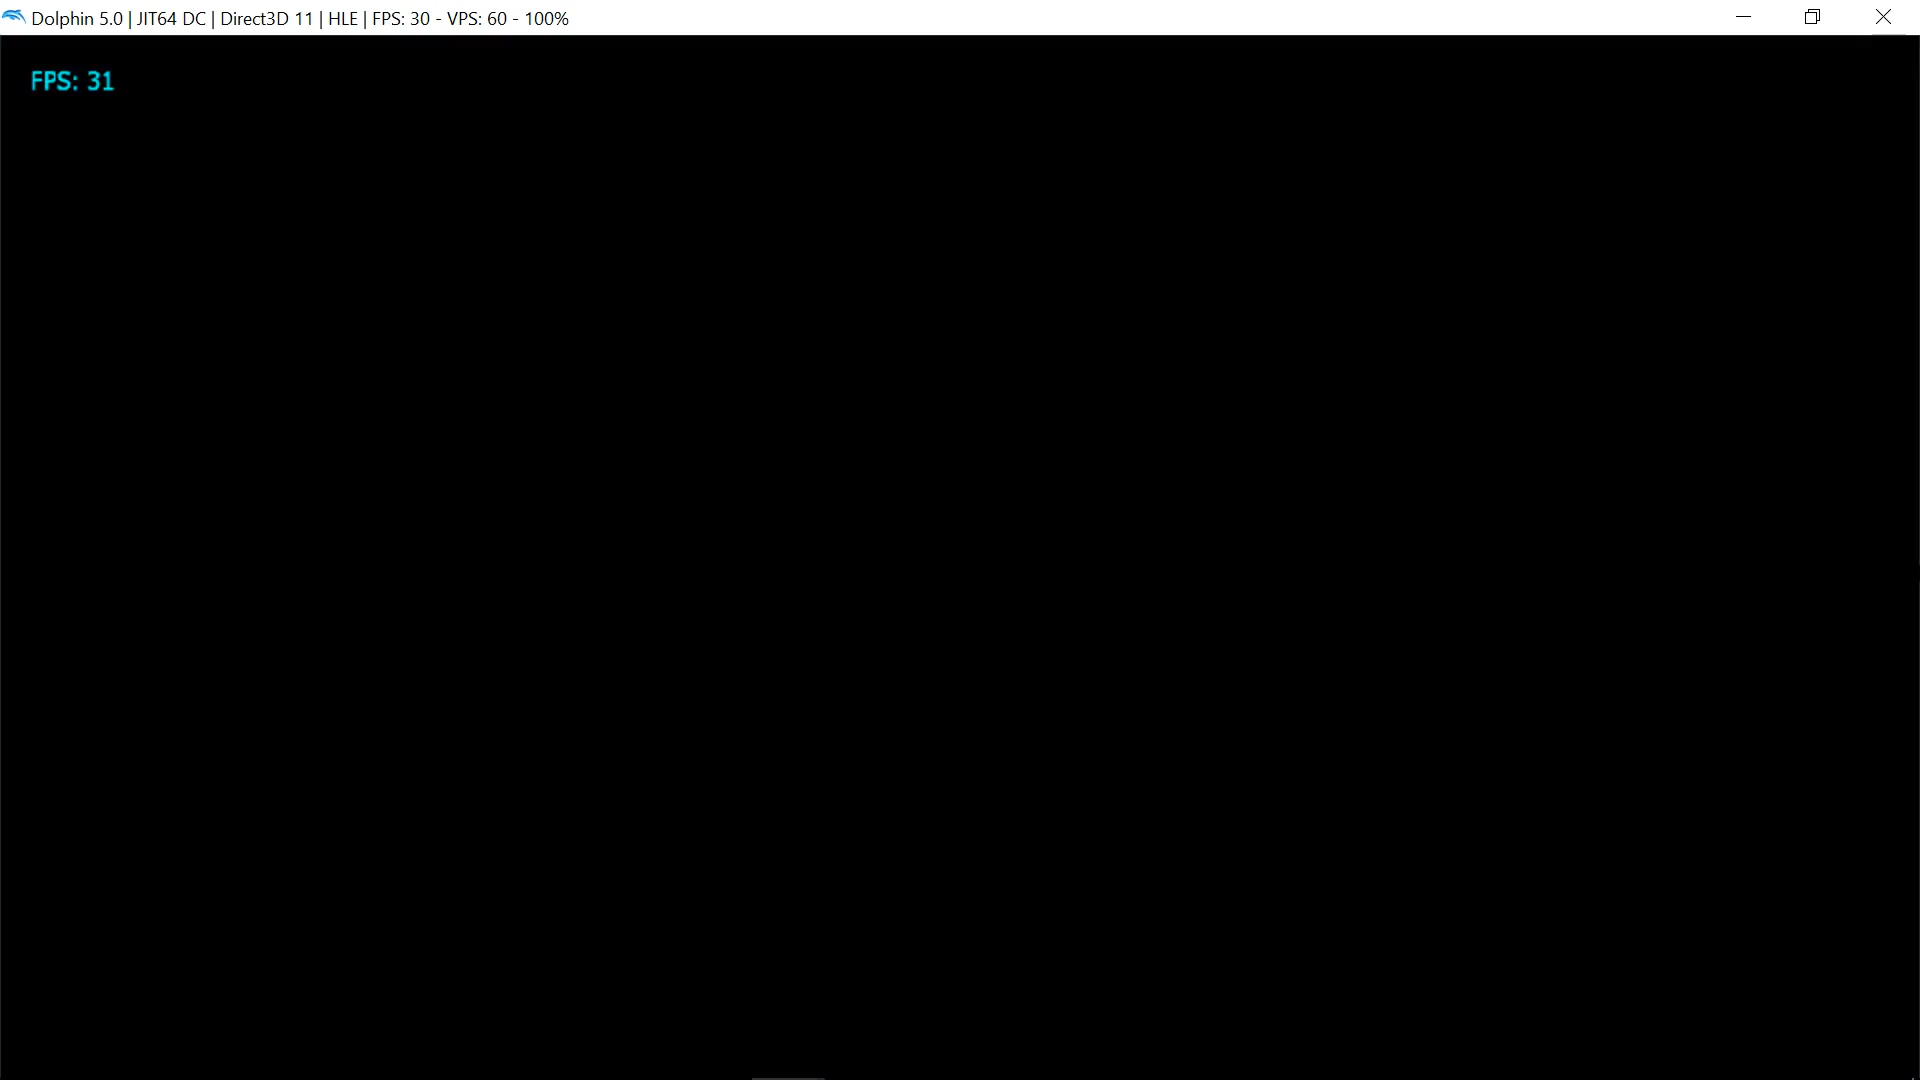 Dolphin 5.0 | JIT64 DC | Direct3D 11 | HLE | FPS: 30 - VPS: 60 - 100%
FPS: 31